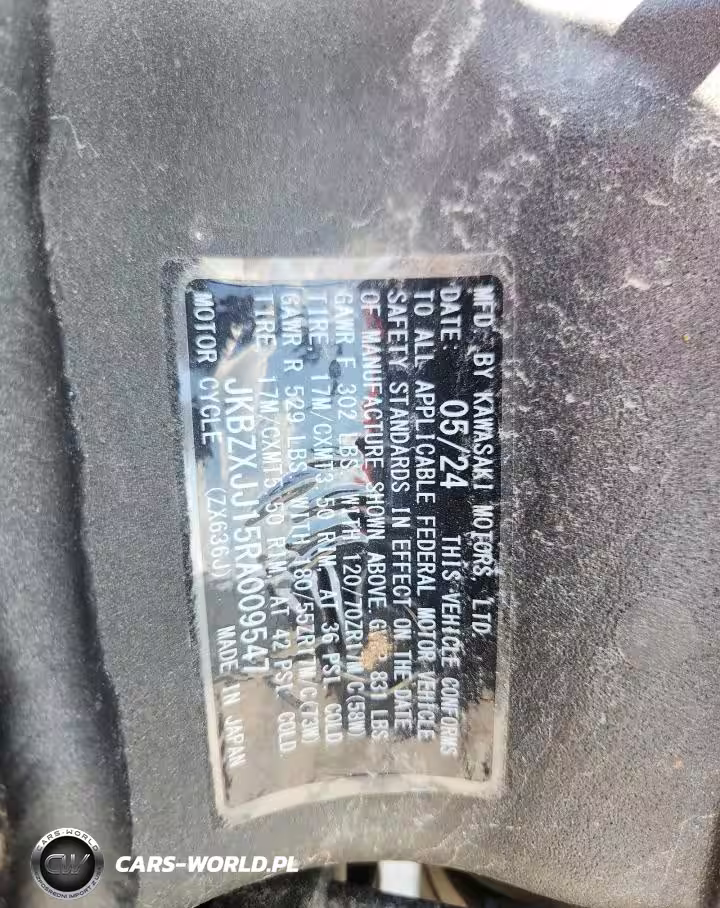 MFD. BY KAWASAKI MOTORS, LTD.
DATE 05/24 THIS VEHICLE CONFORMS
TO ALL APPLICABLE FEDERAL MOTOR VEHICLE
SAFETY STANDARDS IN EFFECT ON THE DATE
OF MANUFACTURE SHOWN ABOVE 831 LBS
GAWR F 302 LBS WITH 120/70ZR17M/C(58W)
TIRE 17M/CXMT3.50 RIM, AT 36 PSI COLD
GAWR R 529 LBS WITH 180/55ZR17M/C(73W)
TIRE 17M/CXMT5.50 RIM, AT 42 PSI COLD
JKBZXJJ15RA009547
MOTOR CYCLE (ZX636J) MADE IN JAPAN
CARS-WORLD
CW
CARS-WORLD.PL